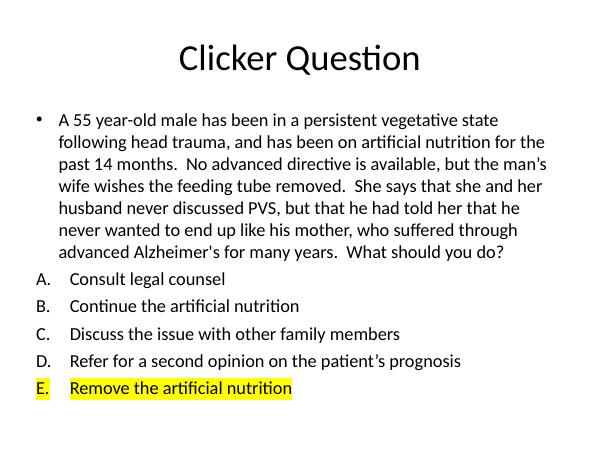 Clicker Question
• A 55 year-old male has been in a persistent vegetative state
following head trauma, and has been on artificial nutrition for the
past 14 months.  No advanced directive is available, but the man’s
wife wishes the feeding tube removed.  She says that she and her
husband never discussed PVS, but that he had told her that he
never wanted to end up like his mother, who suffered through
advanced Alzheimer's for many years.  What should you do?
A. Consult legal counsel
B. Continue the artificial nutrition
C. Discuss the issue with other family members
D. Refer for a second opinion on the patient’s prognosis
E. Remove the artificial nutrition